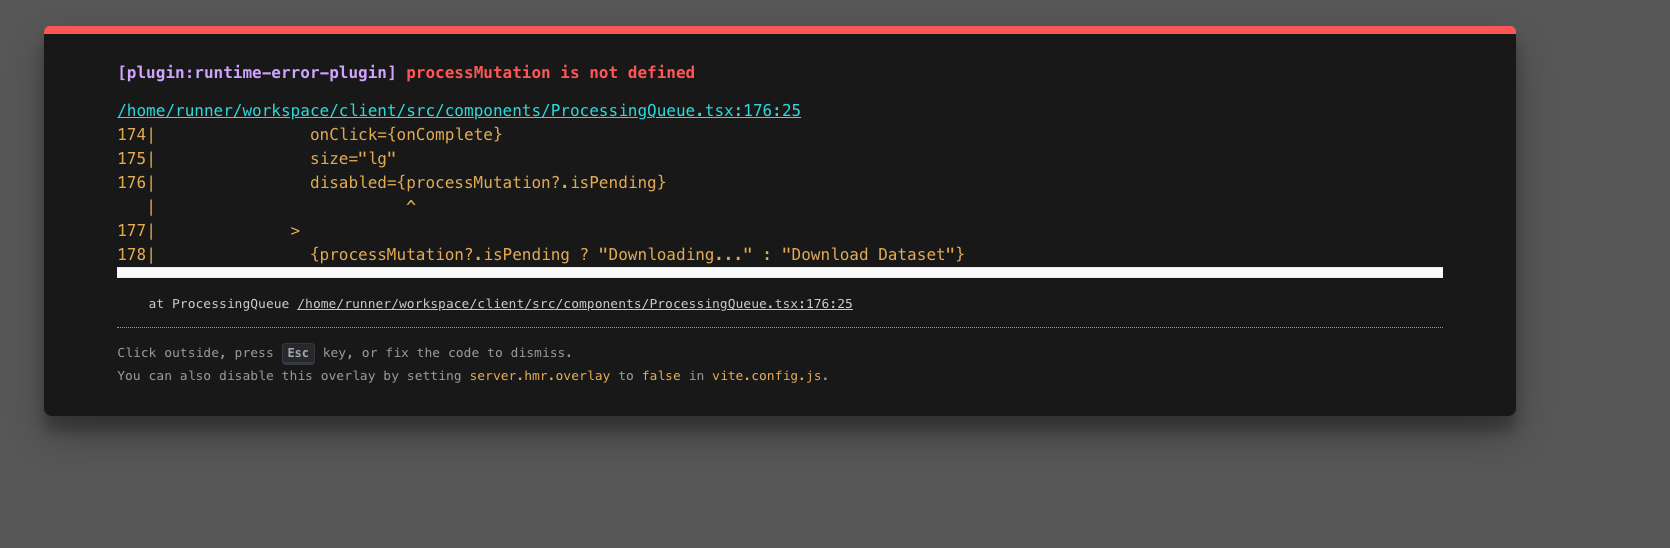 [plugin:runtime-error-plugin] processMutation is not defined
/home/runner/workspace/client/src/components/ProcessingQueue.tsx:176:25
174|                onClick={onComplete}
175|                size="lg"
176|                disabled={processMutation?.isPending}
   |                          ^
177|              >
178|                {processMutation?.isPending ? "Downloading..." : "Download Dataset"}
    at ProcessingQueue /home/runner/workspace/client/src/components/ProcessingQueue.tsx:176:25
Click outside, press Esc key, or fix the code to dismiss.
You can also disable this overlay by setting server.hmr.overlay to false in vite.config.js.